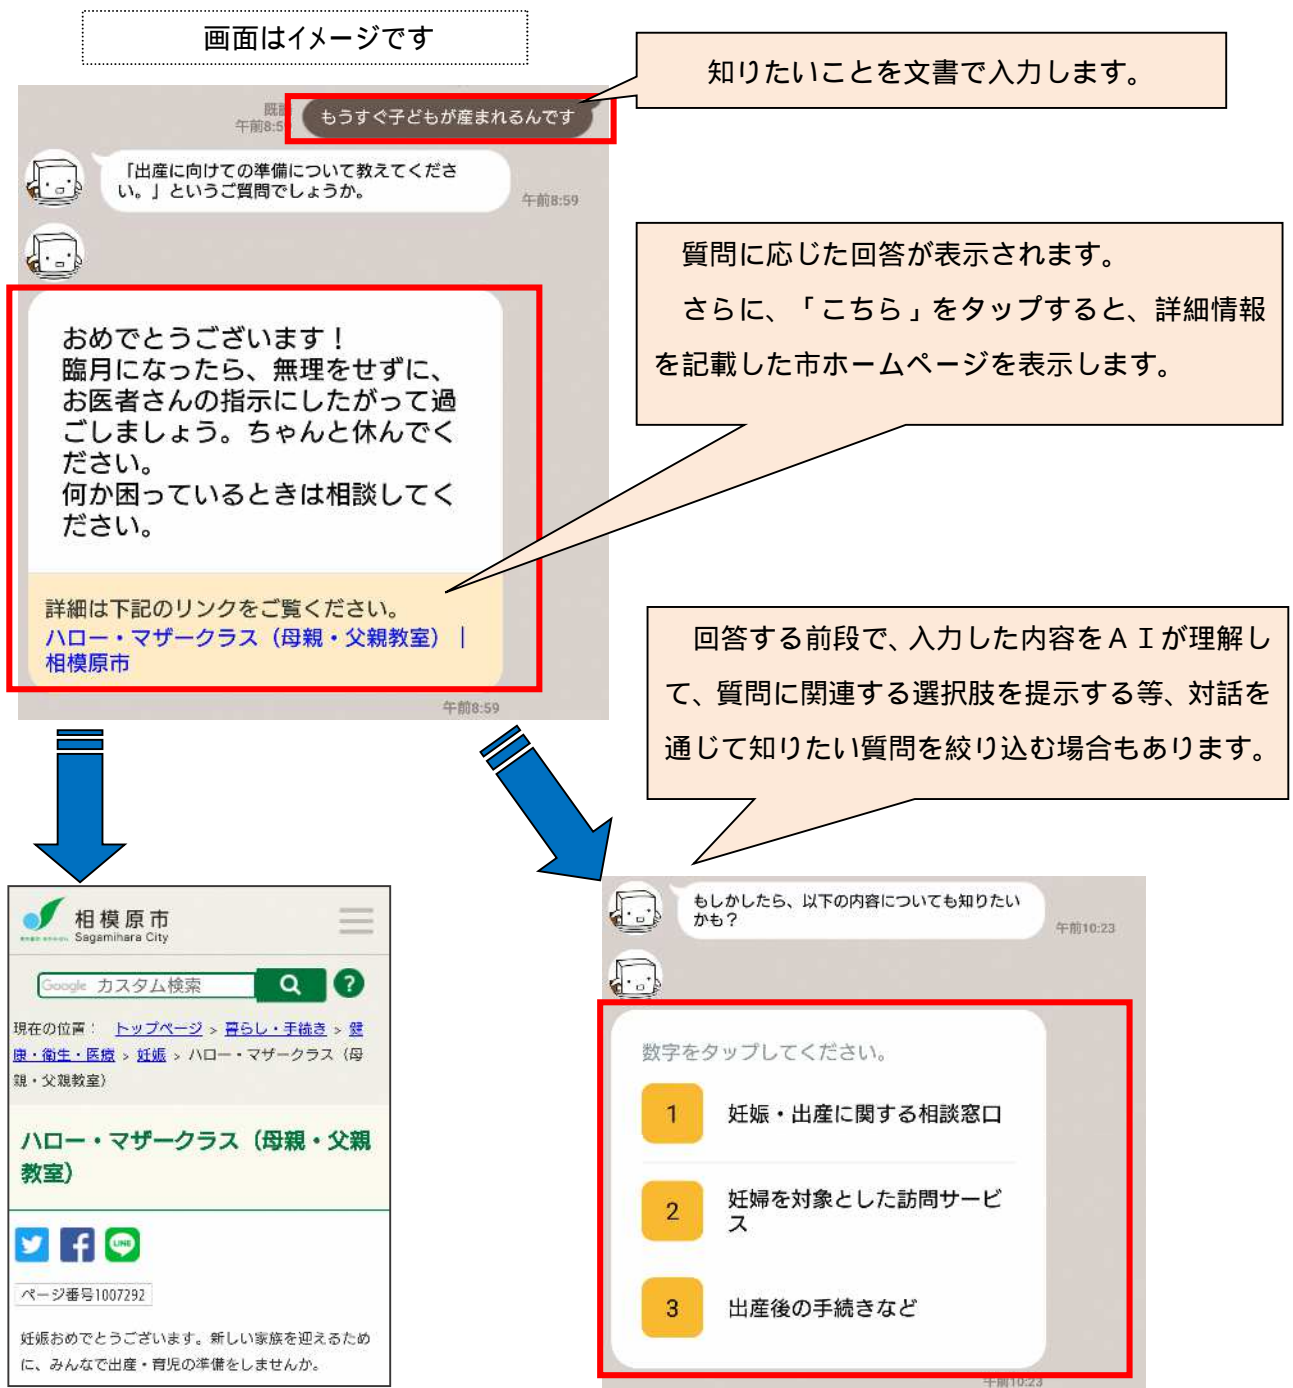 画面はイメージです
知りたいことを文書で入力します。
午前8:5
もうすぐ子どもが産まれるんです
「出産に向けての準備について教えてくださ
い。」というご質問でしょうか。
午前8:59
質問に応じた回答が表示されます。
さらに、「こちら」をタップすると、詳細情報
を記載した市ホームページを表示します。
おめでとうございます！
臨月になったら、無理をせずに、
お医者さんの指示にしたがって過
ごしましょう。ちゃんと休んでく
ださい。
何か困っているときは相談してく
ださい。
詳細は下記のリンクをご覧ください。
ハロー・マザークラス（母親・父親教室）｜
相模原市
午前8:59
回答する前段で、入力した内容をＡＩが理解し
て、質問に関連する選択肢を提示する等、対話を
通じて知りたい質問を絞り込む場合もあります。
相模原市
Sagamihara City
Google カスタム検索
?
現在の位置： トップページ > 暮らし・手続き > 健
康・衛生・医療 > 妊娠 > ハロー・マザークラス（母
親・父親教室）
ハロー・マザークラス（母親・父親
教室）
LINE
ページ番号1007292
妊娠おめでとうございます。新しい家族を迎えるため
に、みんなで出産・育児の準備をしませんか。
もしかしたら、以下の内容についても知りたい
かも？
午前10:23
数字をタップしてください。
1 妊娠・出産に関する相談窓口
2 妊婦を対象とした訪問サービ
ス
3 出産後の手続きなど
午前10:23